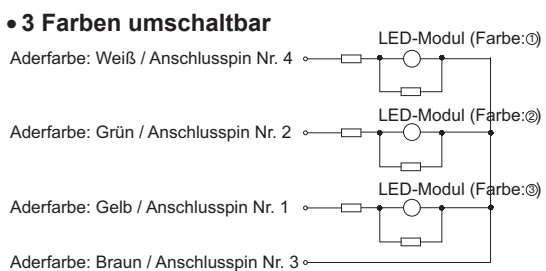 • 3 Farben umschaltbar
LED-Modul (Farbe:①)
Aderfarbe: Weiß / Anschlusspin Nr. 4
LED-Modul (Farbe:②)
Aderfarbe: Grün / Anschlusspin Nr. 2
LED-Modul (Farbe:③)
Aderfarbe: Gelb / Anschlusspin Nr. 1
Aderfarbe: Braun / Anschlusspin Nr. 3